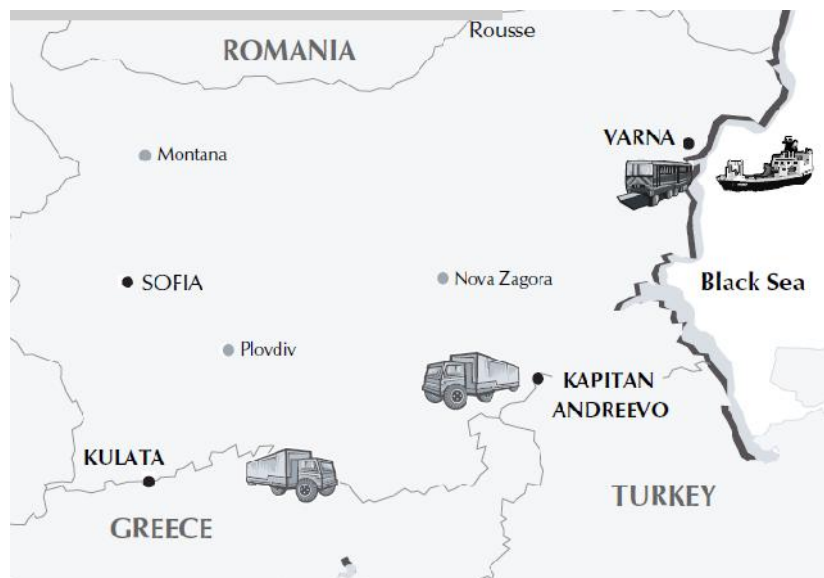 Rousse
ROMANIA
VARNA
Montana
SOFIA
Nova Zagora
Black Sea
Plovdiv
KAPITAN
ANDREEVO
KULATA
TURKEY
GREECE